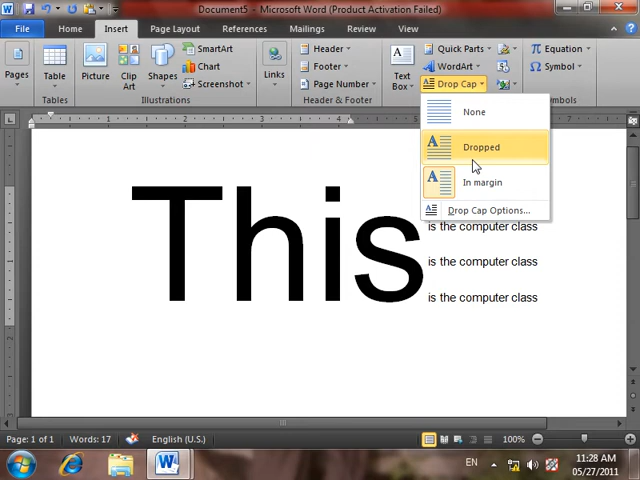 Document5 - Microsoft Word (Product Activation Failed)
File Home Insert Page Layout References Mailings Review View
Pages
Table
Tables
Picture
Clip Art
Shapes
SmartArt
Chart
Screenshot
Illustrations
Links
Header
Footer
Page Number
Header & Footer
Text Box
Quick Parts
WordArt
Drop Cap
Equation
Symbol
Symbols
None
Dropped
In margin
Drop Cap Options...
This
is the computer class
is the computer class
is the computer class
Page: 1 of 1 Words: 17 English (U.S.) 100%
EN
11:28 AM
05/27/2011